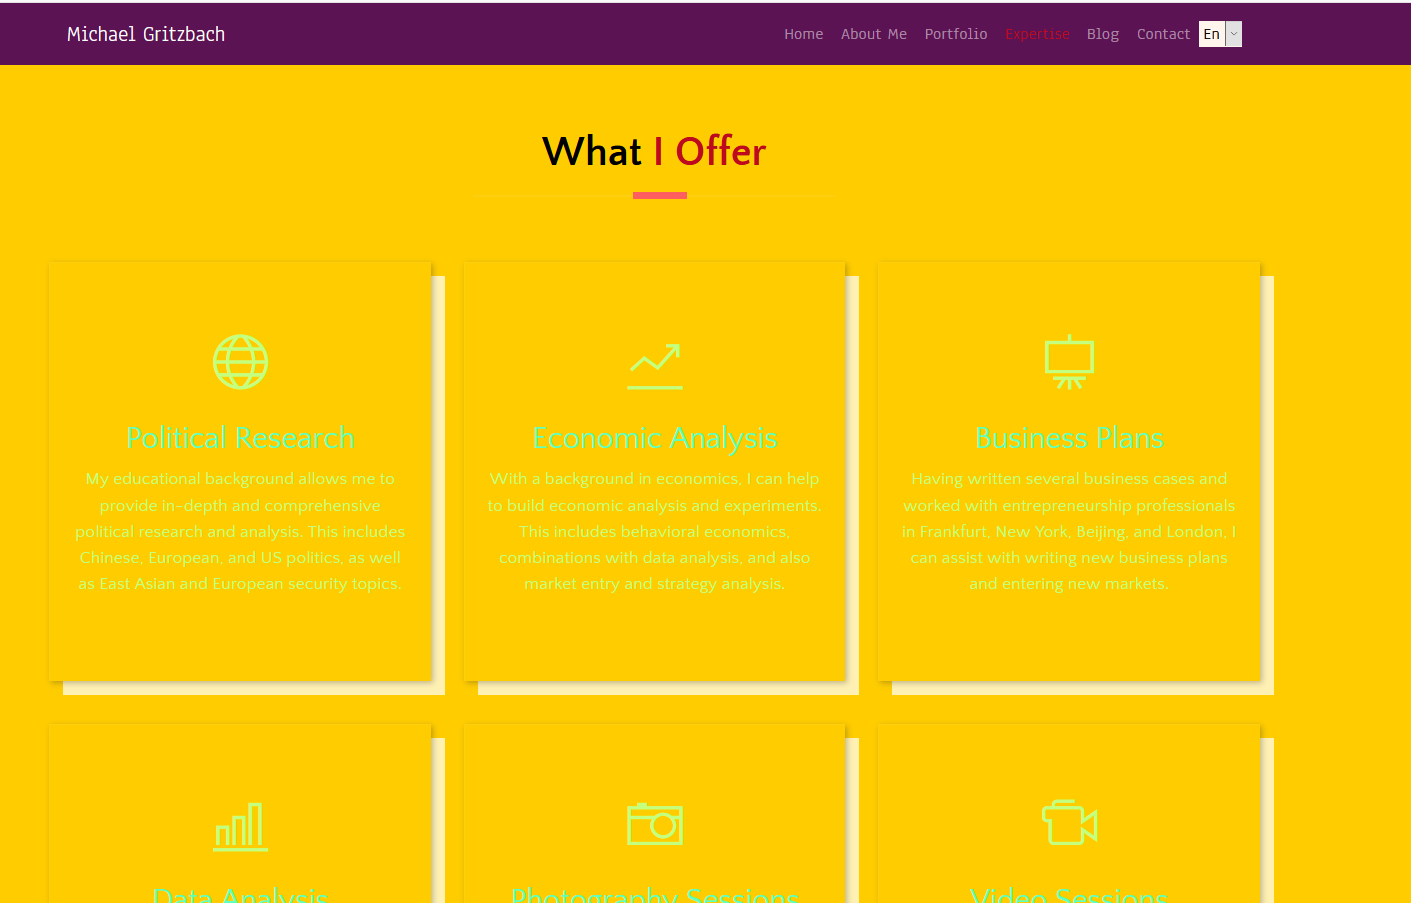 Michael Gritzbach
Home About Me Portfolio Expertise Blog Contact En
What I Offer
Political Research
My educational background allows me to
provide in-depth and comprehensive
political research and analysis. This includes
Chinese, European, and US politics, as well
as East Asian and European security topics.
Economic Analysis
With a background in economics, I can help
to build economic analysis and experiments.
This includes behavioral economics,
combinations with data analysis, and also
market entry and strategy analysis.
Business Plans
Having written several business cases and
worked with entrepreneurship professionals
in Frankfurt, New York, Beijing, and London, I
can assist with writing new business plans
and entering new markets.
Data Analysis
Photography Sessions
Video Sessions